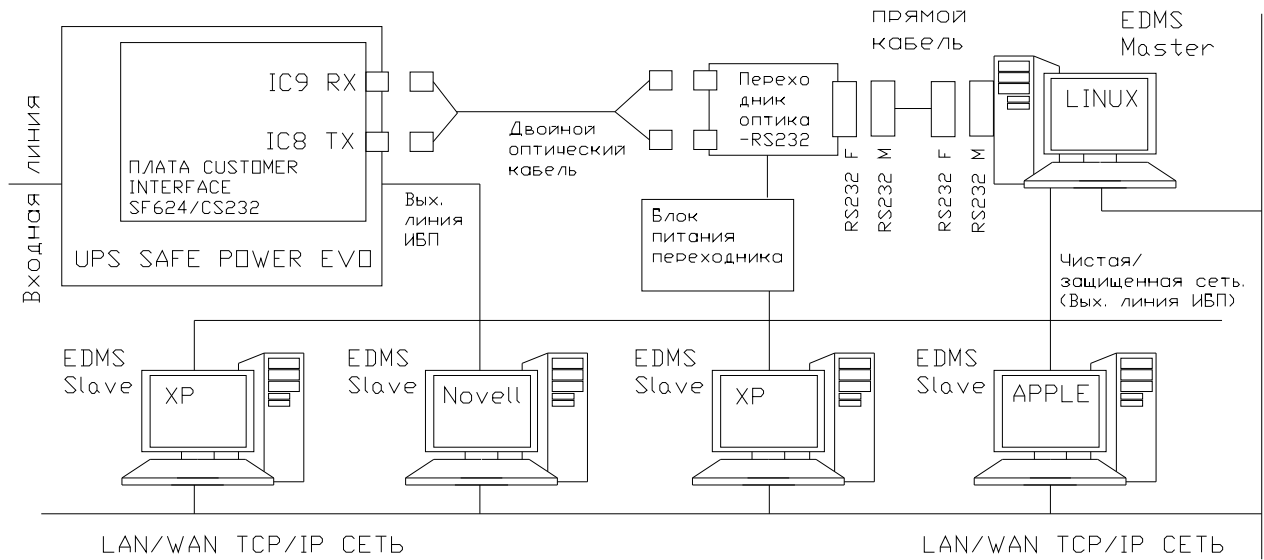 Входная линия
IC9 RX
IC8 TX
ПЛАТА CUSTOMER
INTERFACE
SF624/CS232
UPS SAFE POWER EVO
Вых.
линия
ИБП
Двойной
оптический
кабель
Перехо
дник
оптика
-RS232
Блок
питания
переходника
RS232 F
RS232 M
ПРЯМОЙ
КАБЕЛЬ
RS232 F
RS232 M
EDMS
Master
LINUX
Чистая/
защищенная сеть.
(Вых. линия ИБП)
EDMS
Slave
XP
EDMS
Slave
Novell
EDMS
Slave
XP
EDMS
Slave
APPLE
LAN/WAN TCP/IP СЕТЬ
LAN/WAN TCP/IP СЕТЬ